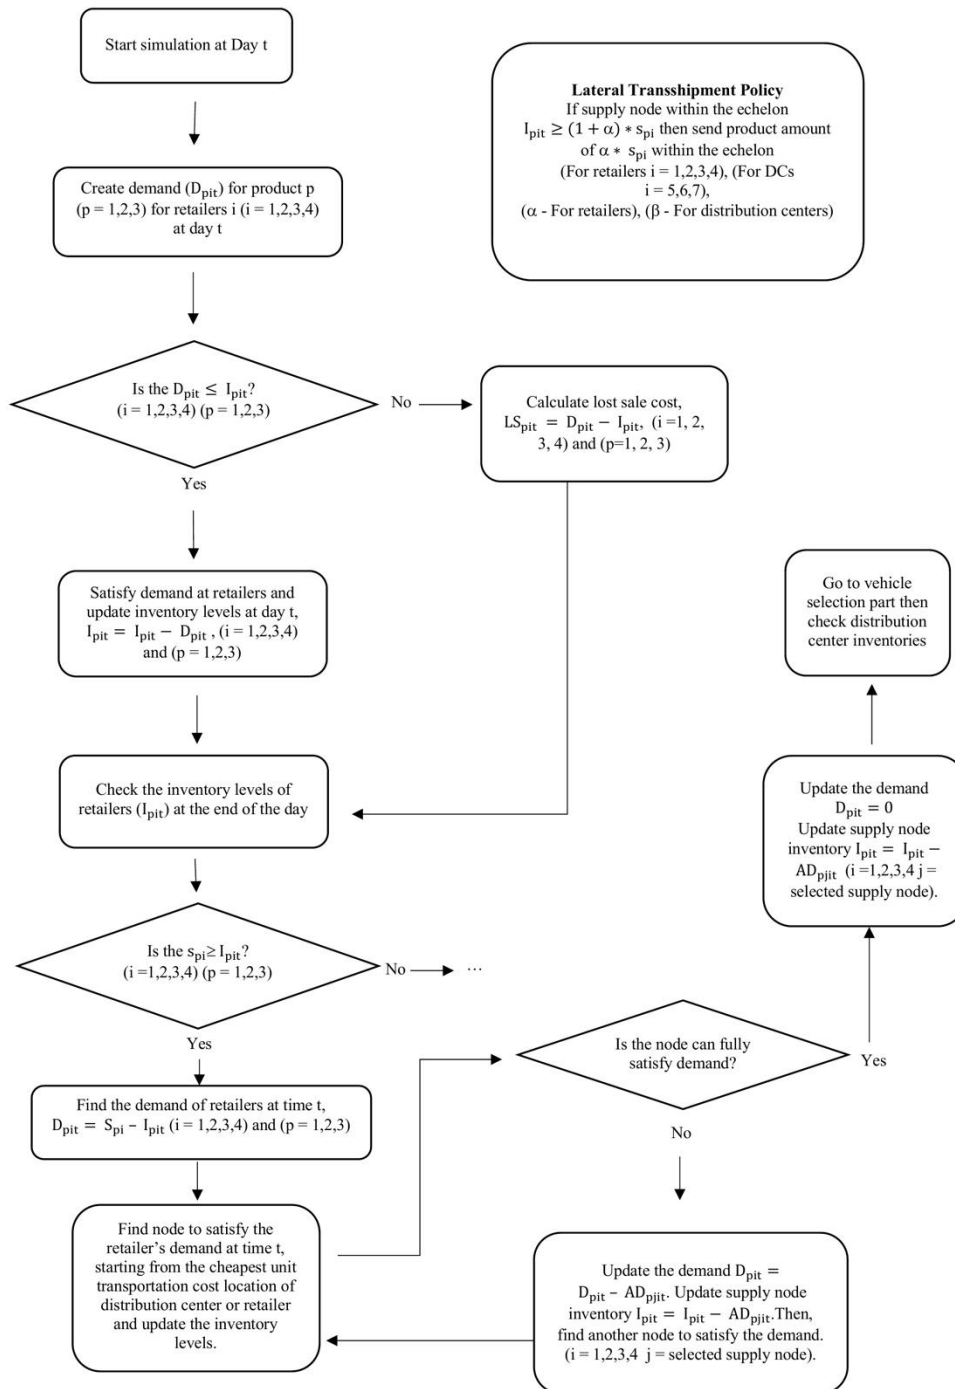 Start simulation at Day t
Lateral Transshipment Policy
If supply node within the echelon
I_pit ≥ (1 + α) * s_pi then send product amount
of α * s_pi within the echelon
(For retailers i = 1,2,3,4), (For DCs
i = 5,6,7),
(α - For retailers), (β - For distribution centers)
Create demand (D_pit) for product p
(p = 1,2,3) for retailers i (i = 1,2,3,4)
at day t
Is the D_pit ≤ I_pit?
(i = 1,2,3,4) (p = 1,2,3)
No
Calculate lost sale cost,
LS_pit = D_pit − I_pit, (i =1, 2,
3, 4) and (p=1, 2, 3)
Yes
Satisfy demand at retailers and
update inventory levels at day t,
I_pit = I_pit − D_pit , (i = 1,2,3,4)
and (p = 1,2,3)
Go to vehicle
selection part then
check distribution
center inventories
Check the inventory levels of
retailers (I_pit) at the end of the day
Update the demand
D_pit = 0
Update supply node
inventory I_pit = I_pit −
AD_pjit (i =1,2,3,4 j =
selected supply node).
Is the s_pi≥ I_pit?
(i =1,2,3,4) (p = 1,2,3)
No
...
Yes
Is the node can fully
satisfy demand?
Yes
No
Find the demand of retailers at time t,
D_pit = S_pi – I_pit (i = 1,2,3,4) and (p = 1,2,3)
Find node to satisfy the
retailer’s demand at time t,
starting from the cheapest unit
transportation cost location of
distribution center or retailer
and update the inventory
levels.
Update the demand D_pit =
D_pit – AD_pjit. Update supply node
inventory I_pit = I_pit − AD_pjit.Then,
find another node to satisfy the demand.
(i = 1,2,3,4 j = selected supply node).